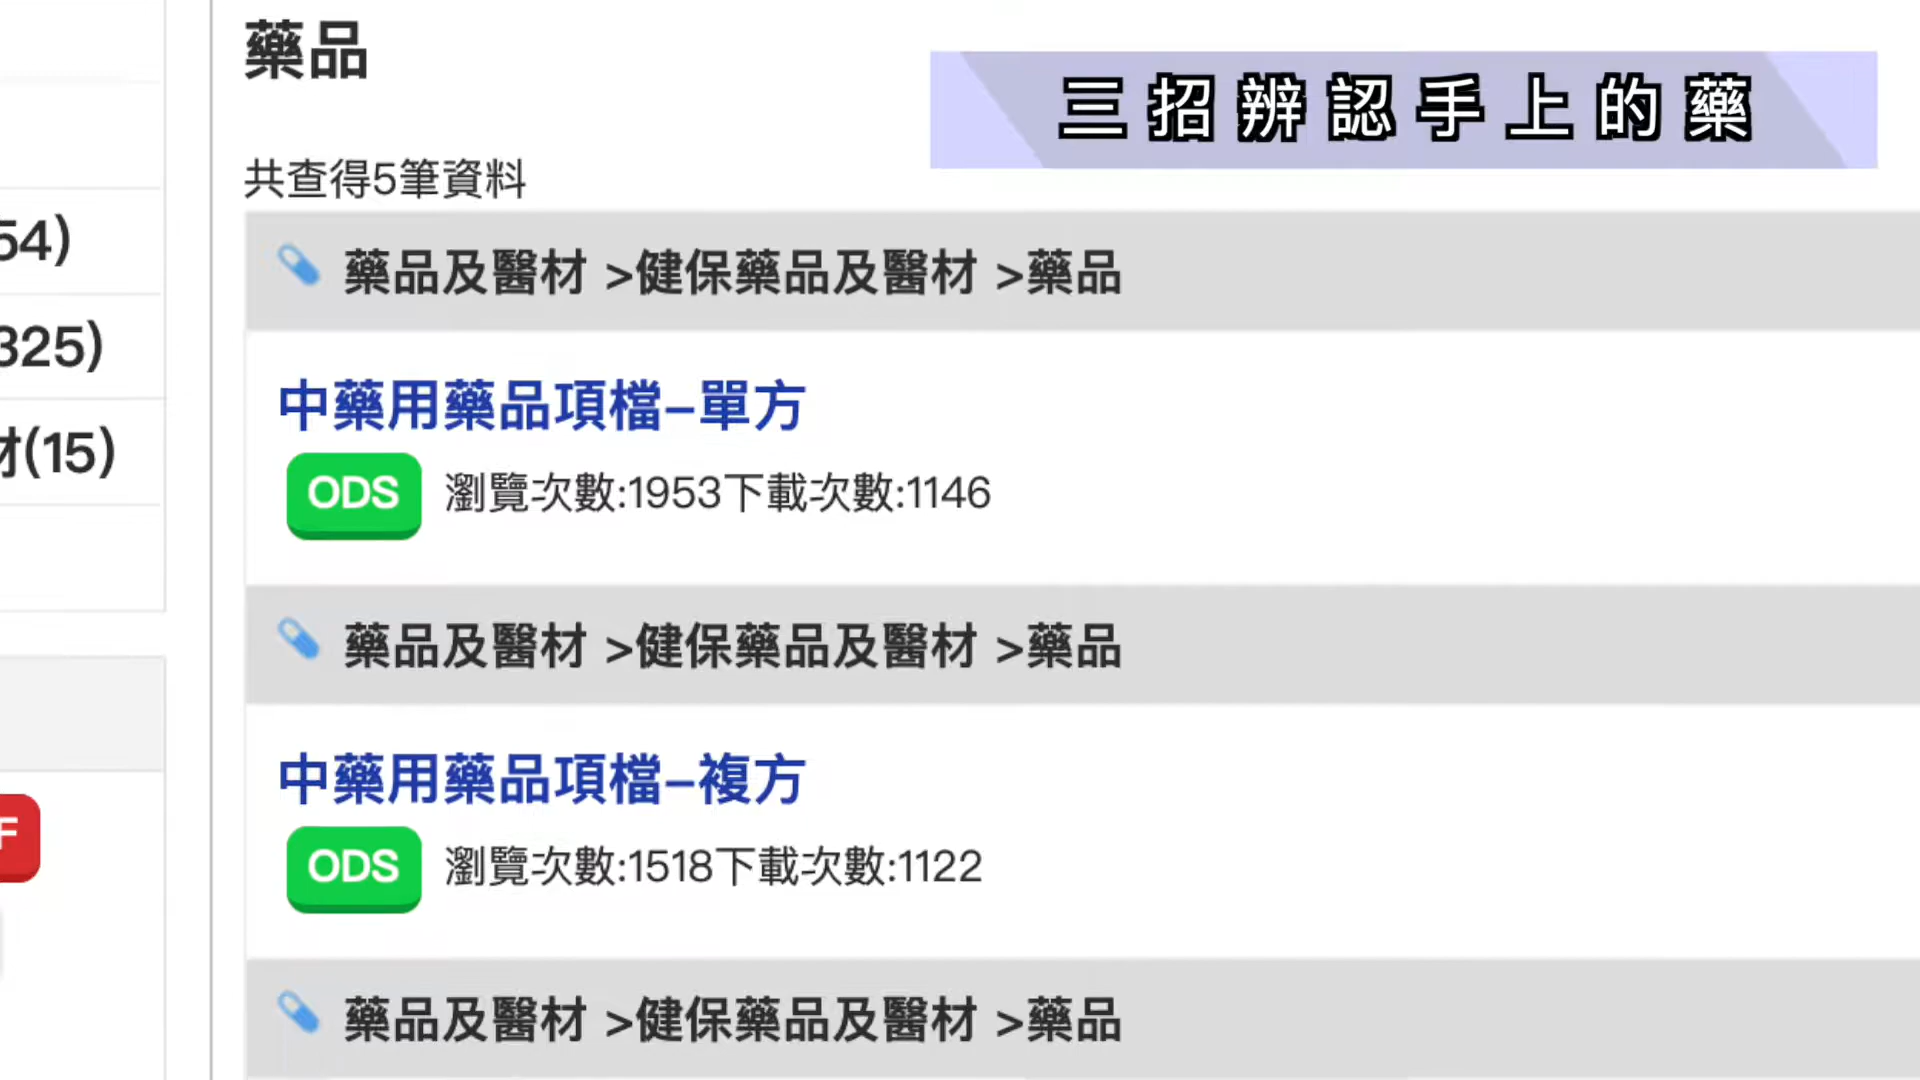 藥品
三招辨認手上的藥
共查得5筆資料
54)
325)
材(15)
藥品及醫材 >健保藥品及醫材 >藥品
中藥用藥品項檔–單方
ODS 瀏覽次數:1953下載次數:1146
藥品及醫材 >健保藥品及醫材 >藥品
中藥用藥品項檔–複方
ODS 瀏覽次數:1518下載次數:1122
F
藥品及醫材 >健保藥品及醫材 >藥品